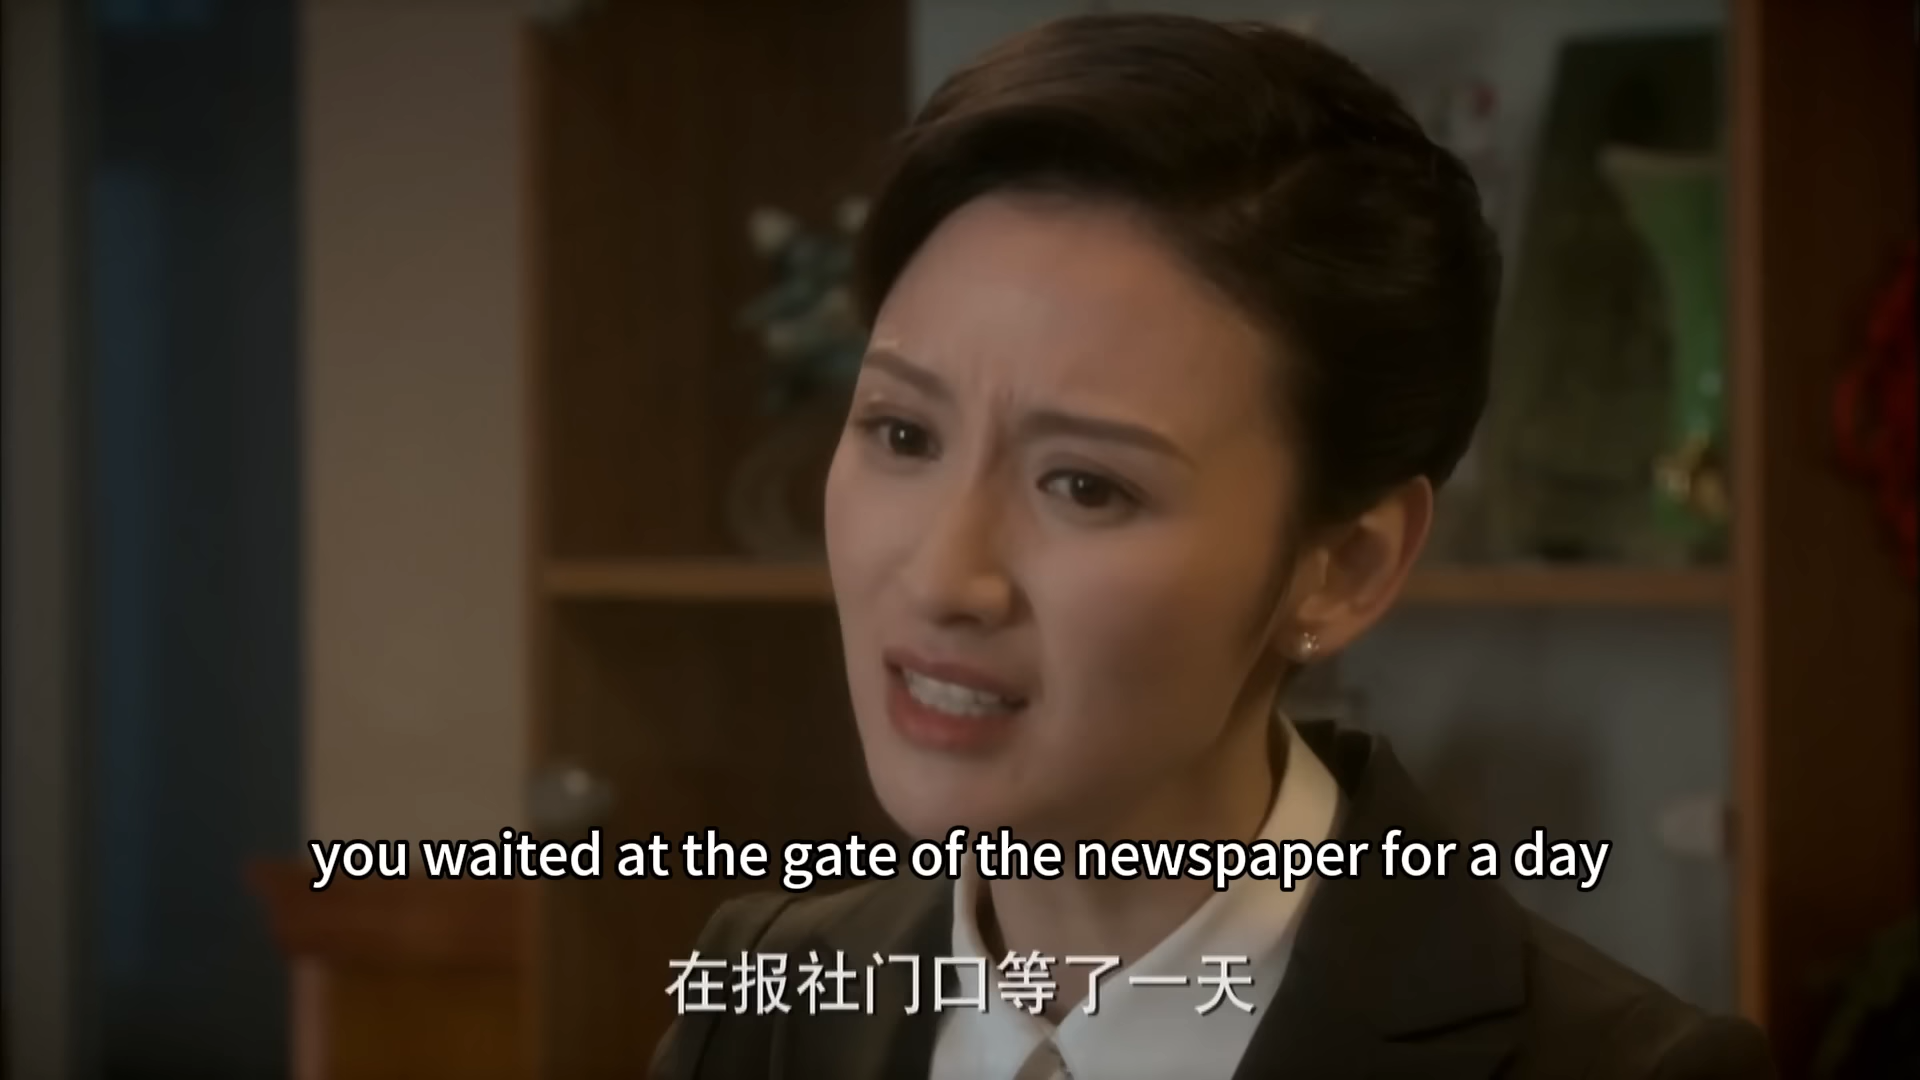 you waited at the gate of the newspaper for a day
在报社门口等了一天